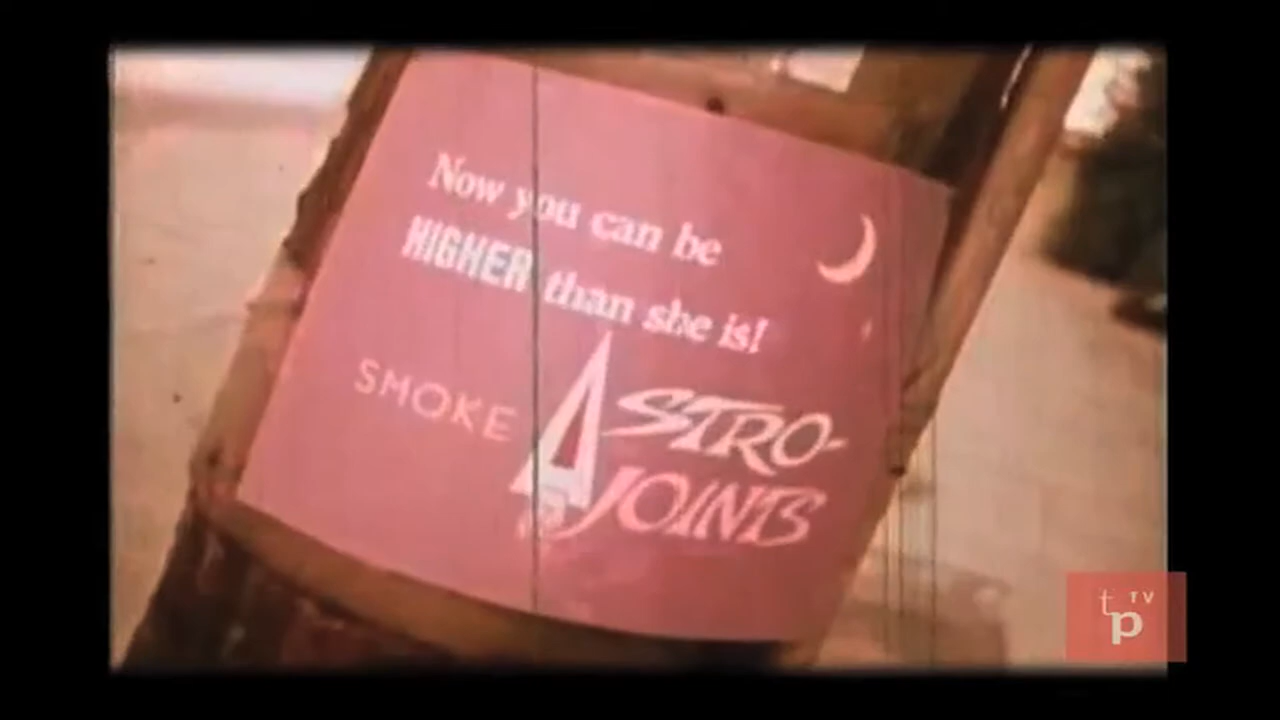 Now you can be
HIGHER than she is!
SMOKE ASTRO-
JOINTS
tp TV